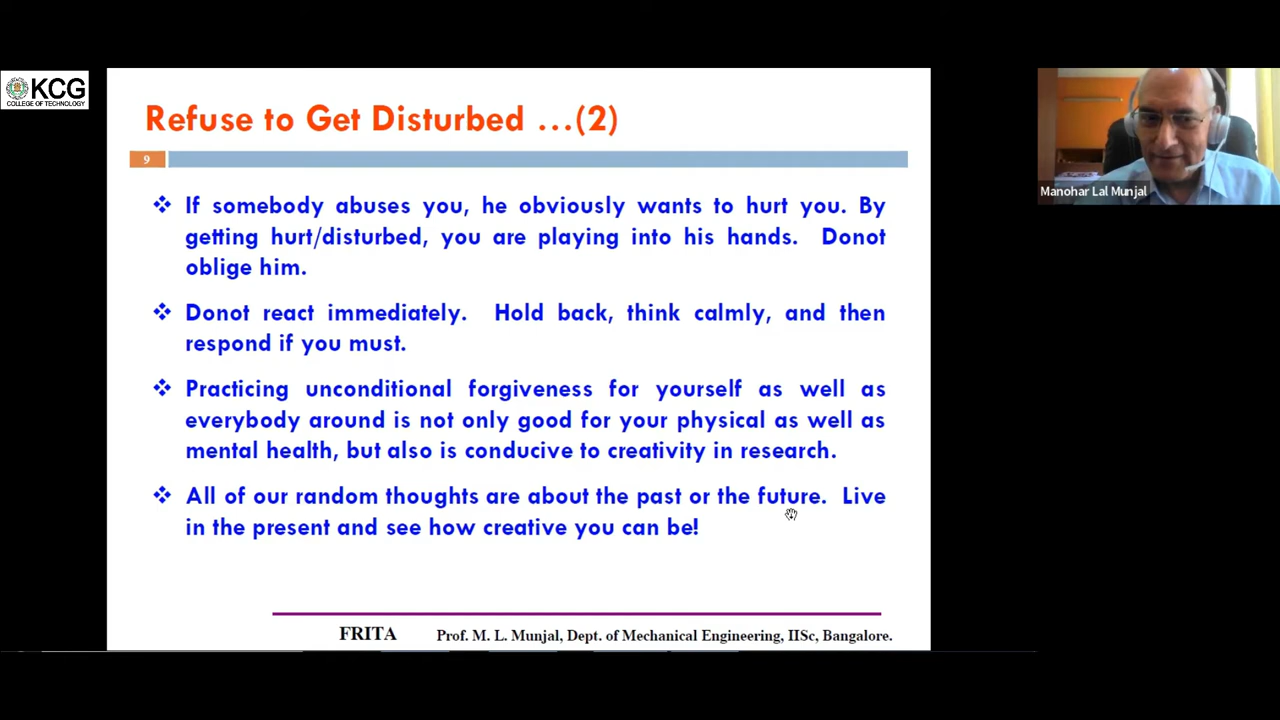 KCG
COLLEGE OF TECHNOLOGY
Refuse to Get Disturbed ...(2)
9
If somebody abuses you, he obviously wants to hurt you. By
getting hurt/disturbed, you are playing into his hands. Donot
oblige him.
Donot react immediately. Hold back, think calmly, and then
respond if you must.
Practicing unconditional forgiveness for yourself as well as
everybody around is not only good for your physical as well as
mental health, but also is conducive to creativity in research.
All of our random thoughts are about the past or the future. Live
in the present and see how creative you can be!
FRITA Prof. M. L. Munjal, Dept. of Mechanical Engineering, IISc, Bangalore.
Manohar Lal Munjal